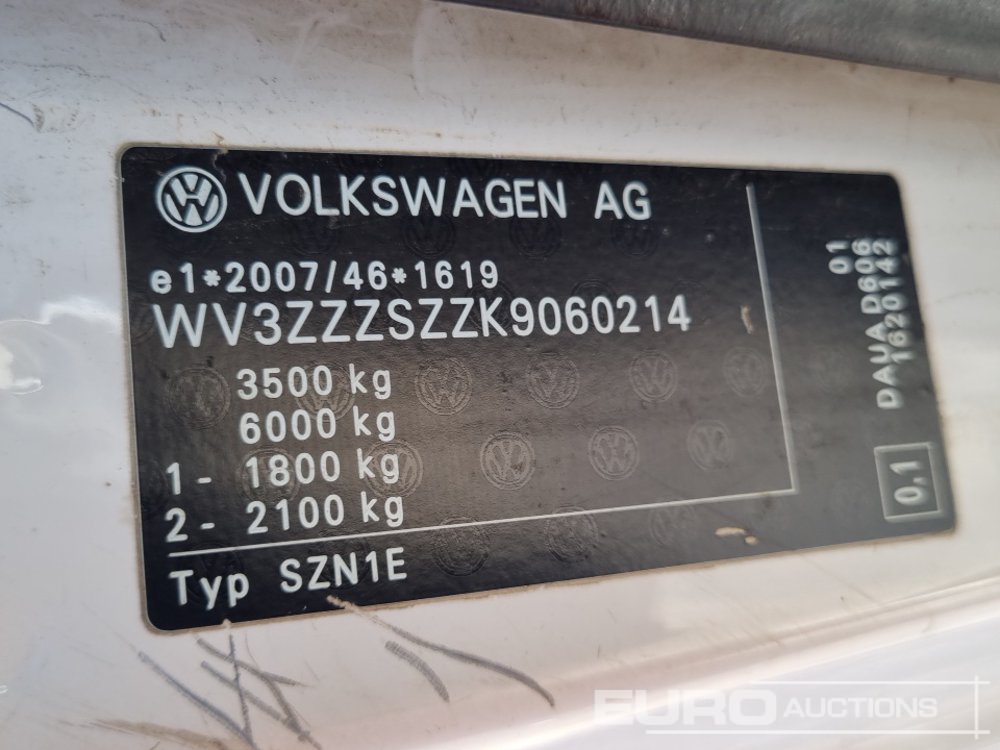 VOLKSWAGEN AG
e1*2007/46*1619
WV3ZZZSZZK9060214
3500 kg
6000 kg
1 - 1800 kg
2 - 2100 kg
Typ SZN1E
01
DAUA D606
1620142
0,1
EURO AUCTIONS